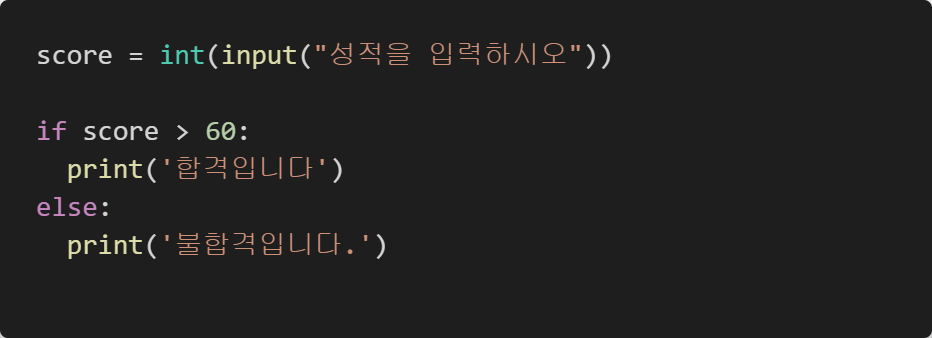 score = int(input("성적을 입력하시오"))
if score > 60:
  print('합격입니다')
else:
  print('불합격입니다.')